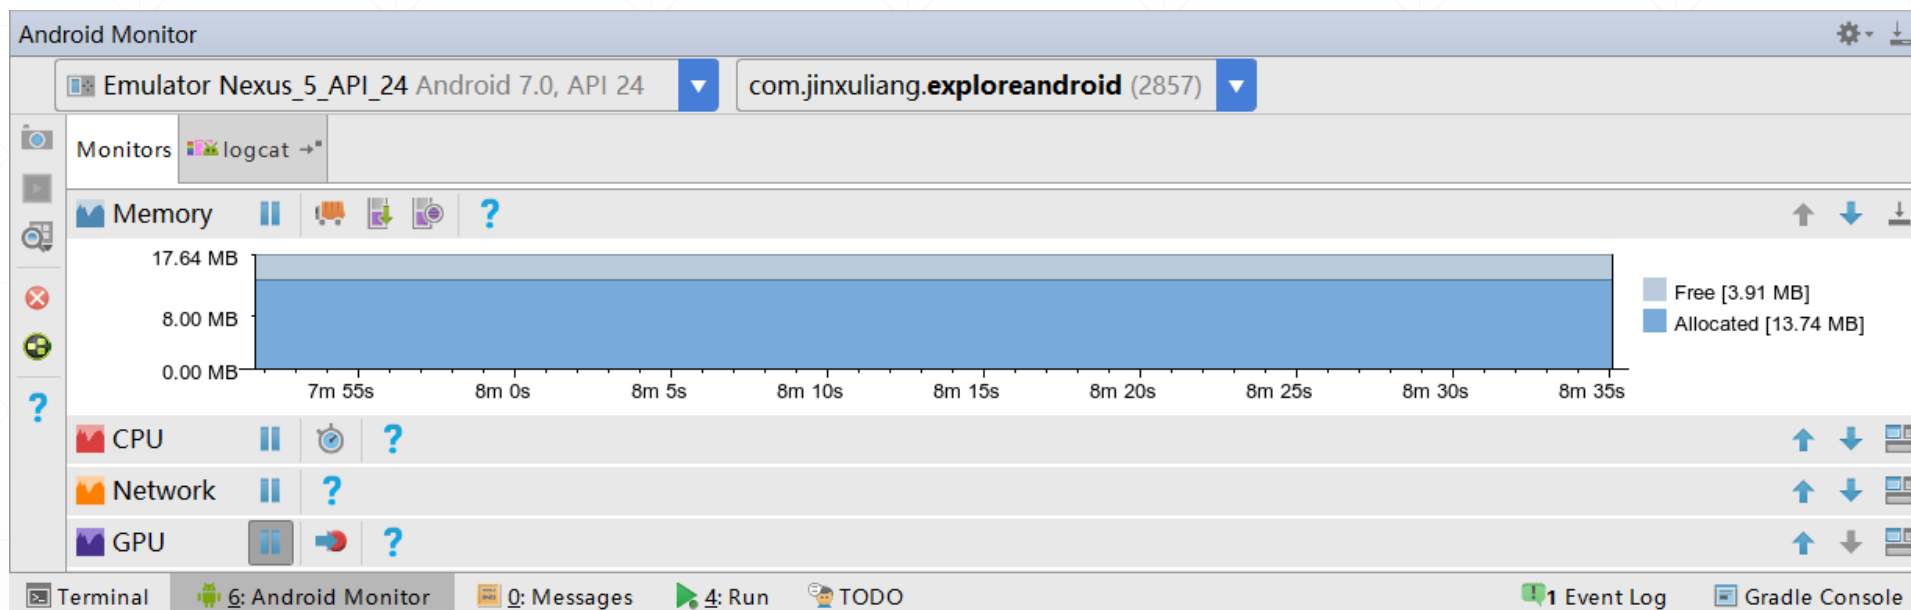 Android Monitor
Emulator Nexus_5_API_24 Android 7.0, API 24
com.jinxuliang.exploreandroid (2857)
Monitors
logcat
Memory
?
17.64 MB
8.00 MB
0.00 MB
7m 55s 8m 0s 8m 5s 8m 10s 8m 15s 8m 20s 8m 25s 8m 30s 8m 35s
Free [3.91 MB]
Allocated [13.74 MB]
?
CPU ?
Network ?
GPU ?
Terminal 6: Android Monitor 0: Messages 4: Run TODO 1 Event Log Gradle Console